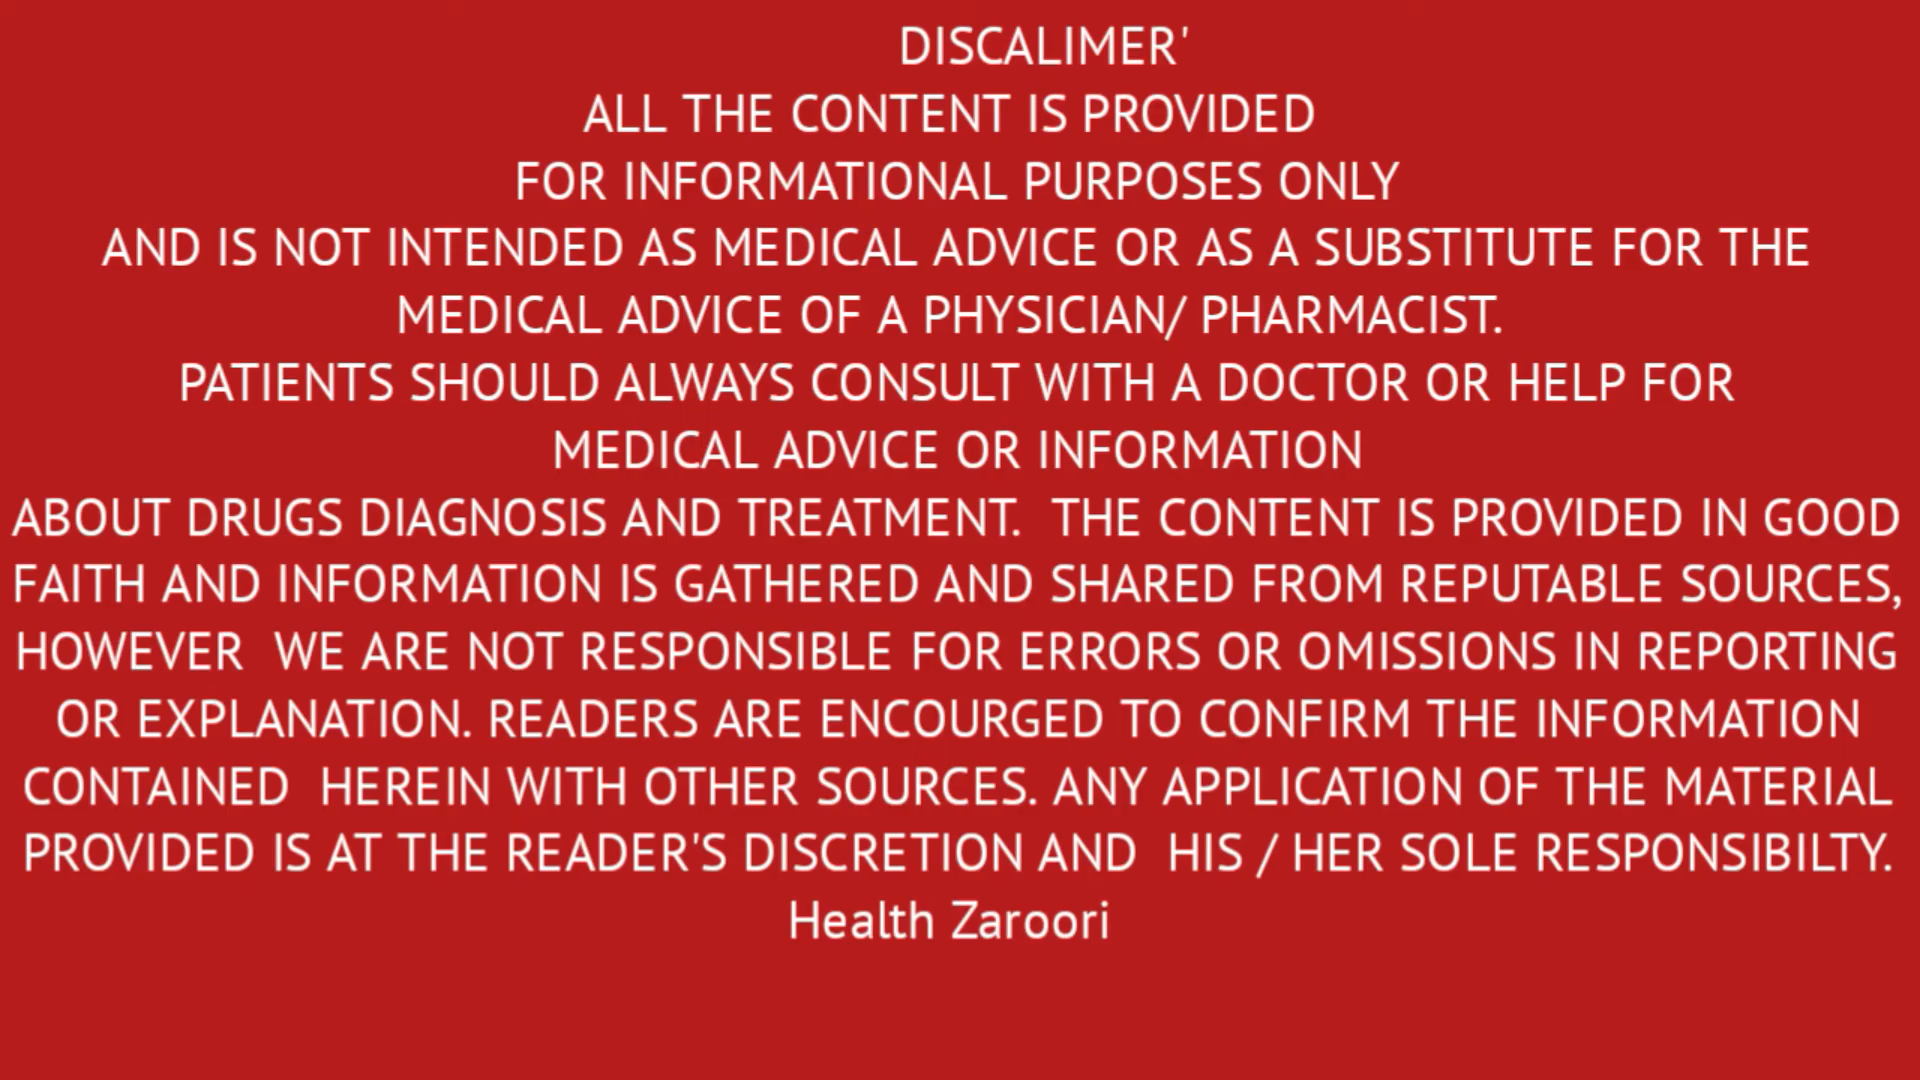 DISCALIMER'
ALL THE CONTENT IS PROVIDED
FOR INFORMATIONAL PURPOSES ONLY
AND IS NOT INTENDED AS MEDICAL ADVICE OR AS A SUBSTITUTE FOR THE
MEDICAL ADVICE OF A PHYSICIAN/ PHARMACIST.
PATIENTS SHOULD ALWAYS CONSULT WITH A DOCTOR OR HELP FOR
MEDICAL ADVICE OR INFORMATION
ABOUT DRUGS DIAGNOSIS AND TREATMENT.  THE CONTENT IS PROVIDED IN GOOD
FAITH AND INFORMATION IS GATHERED AND SHARED FROM REPUTABLE SOURCES,
HOWEVER  WE ARE NOT RESPONSIBLE FOR ERRORS OR OMISSIONS IN REPORTING
OR EXPLANATION. READERS ARE ENCOURGED TO CONFIRM THE INFORMATION
CONTAINED  HEREIN WITH OTHER SOURCES. ANY APPLICATION OF THE MATERIAL
PROVIDED IS AT THE READER'S DISCRETION AND  HIS / HER SOLE RESPONSIBILTY.
Health Zaroori